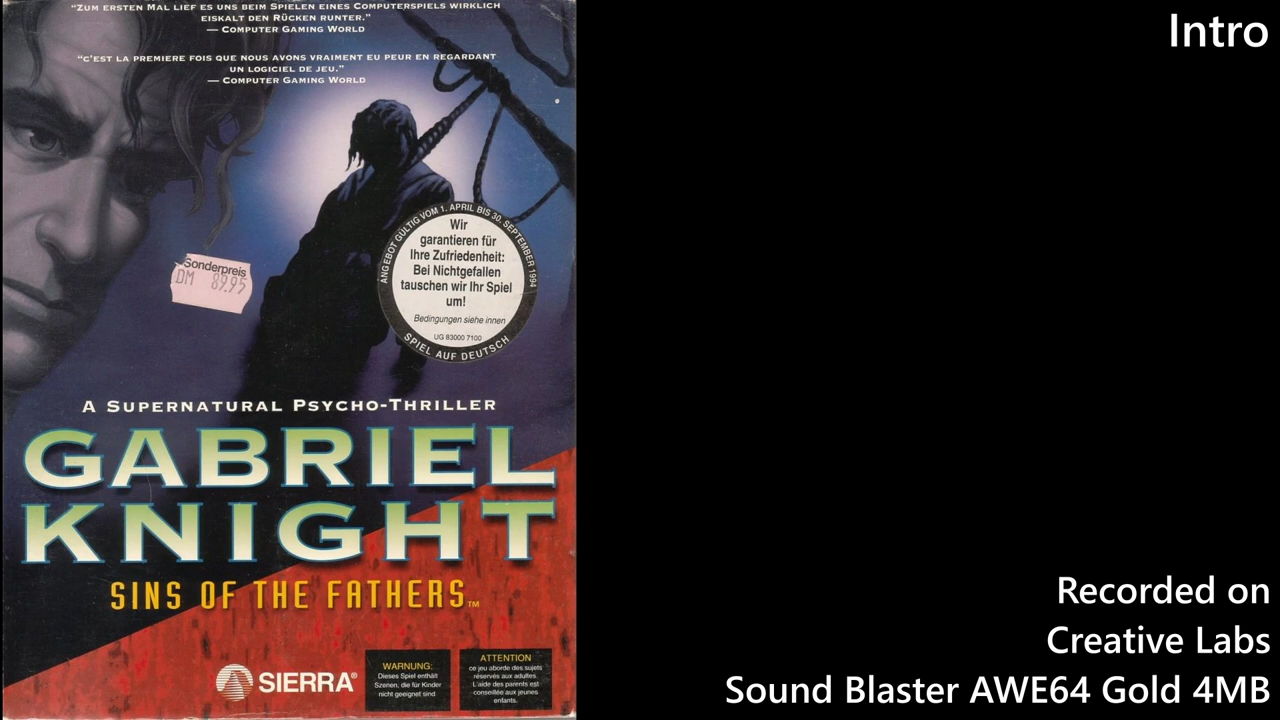 "Zum ersten Mal lief es uns beim Spielen eines Computerspiels wirklich
eiskalt den Rücken runter."
— Computer Gaming World
"c'est la premiere fois que nous avons vraiment eu peur en regardant
un logiciel de jeu."
— Computer Gaming World
Intro
ANGEBOT GÜLTIG VOM 1. APRIL BIS 30. SEPTEMBER 1994
Wir
garantieren für
Ihre Zufriedenheit:
Bei Nichtgefallen
tauschen wir Ihr Spiel
um!
Bedingungen siehe innen
UG 83000 7100
SPIEL AUF DEUTSCH
Sonderpreis
DM 89.95
A Supernatural Psycho-Thriller
GABRIEL
KNIGHT
SINS OF THE FATHERS™
SIERRA®
WARNUNG:
Dieses Spiel enthält
Szenen, die für Kinder
nicht geeignet sind
ATTENTION
ce jeu aborde des sujets
réservés aux adultes.
L'aide des parents est
conseillée aux jeunes
enfants.
Recorded on
Creative Labs
Sound Blaster AWE64 Gold 4MB